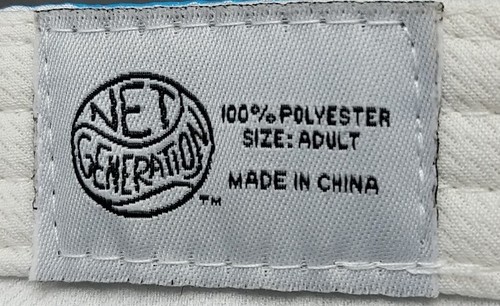 NET
GENERATION
TM
100% POLYESTER
SIZE: ADULT
MADE IN CHINA